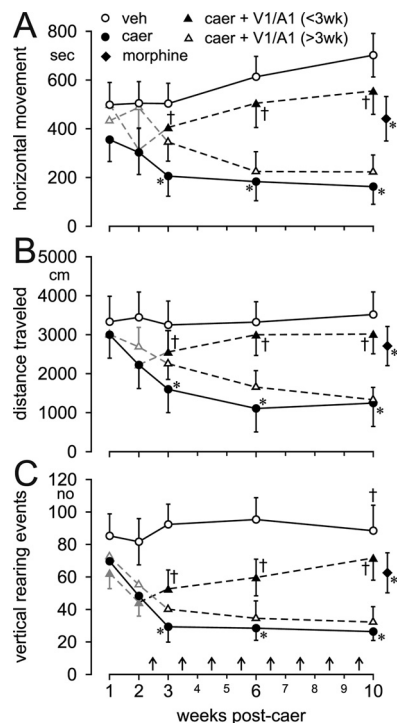 veh
caer
morphine
caer + V1/A1 (<3wk)
caer + V1/A1 (>3wk)
A
horizontal movement
sec
800
600
400
200
0
†
†
†
*
*
*
*
B
distance traveled
cm
5000
4000
3000
2000
1000
0
†
†
†
*
*
*
*
C
vertical rearing events
no
120
100
80
60
40
20
0
†
†
†
†
*
*
*
*
1 2 3 4 5 6 7 8 9 10
weeks post-caer